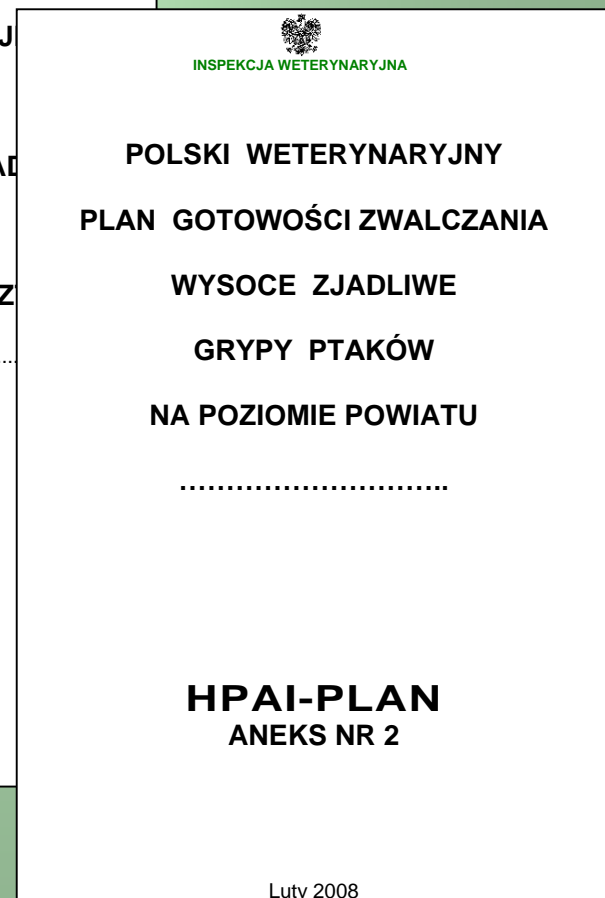 INSPEKCJA WETERYNARYJNA
POLSKI WETERYNARYJNY
PLAN GOTOWOŚCI ZWALCZANIA
WYSOCE ZJADLIWE
GRYPY PTAKÓW
NA POZIOMIE POWIATU
………………………..
HPAI-PLAN
ANEKS NR 2
Luty 2008